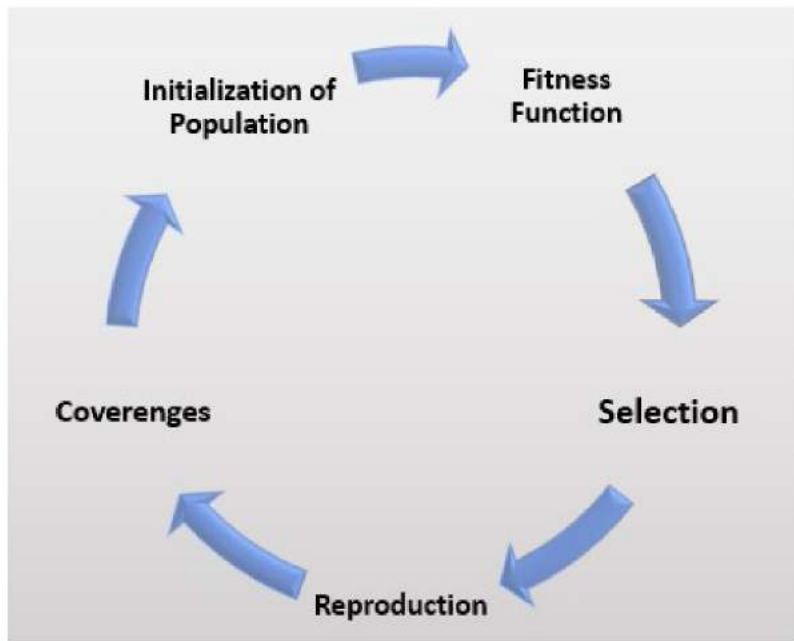 Initialization of
Population
Fitness
Function
Selection
Reproduction
Coverenges